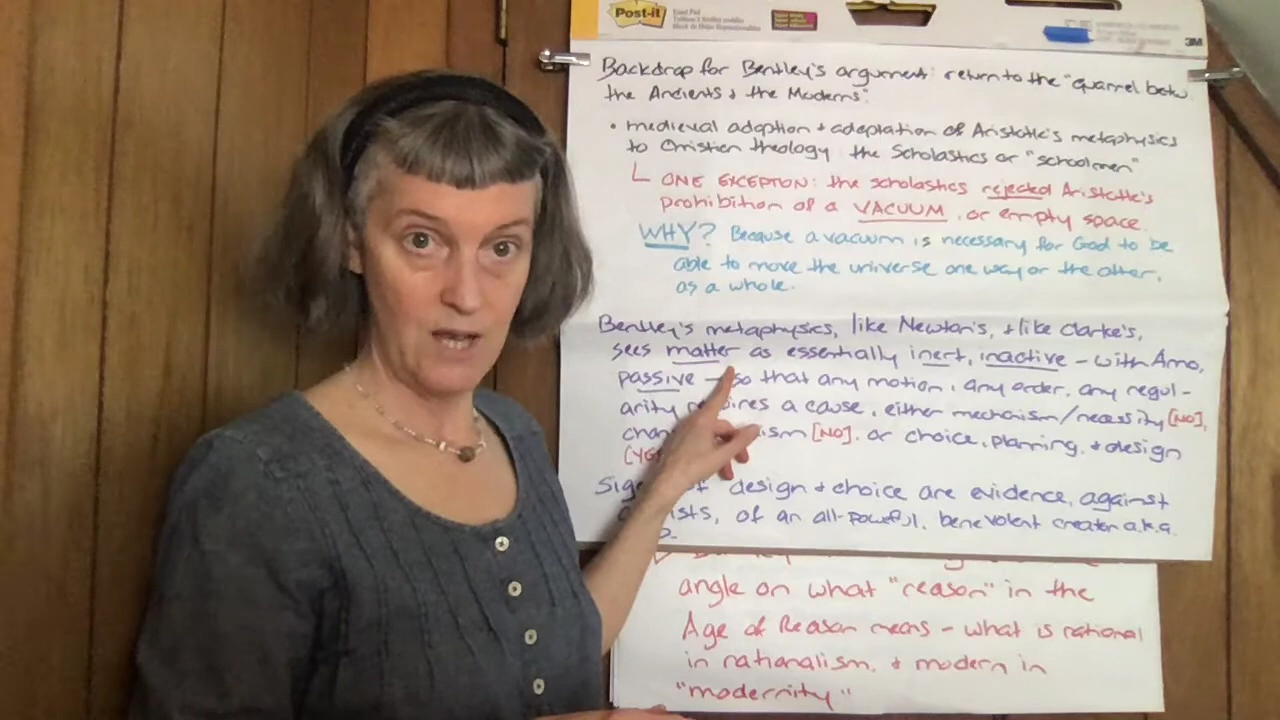 Post-it
3M
Backdrop for Bentley's argument: return to the "quarrel betw.
the Ancients & the Moderns".
• medieval adoption & adaptation of Aristotle's metaphysics
to Christian theology: the Scholastics or "schoolmen"
ONE EXCEPTION: the scholastics rejected Aristotle's
prohibition of a VACUUM, or empty space.
WHY? Because a vacuum is necessary for God to be
able to move the universe one way or the other,
as a whole.
Bentley's metaphysics, like Newton's, & like Clarke's,
sees matter as essentially inert, inactive - with Amo,
passive - so that any motion, any order, any regul-
arity a cause, either mechanism/necessity [NO],
[NO], or choice, planning, & design
of design & choice are evidence, against
of an all-powerful, benevolent creator a.k.a.
angle on what "reason" in the
Age of Reason means - what is rational
in rationalism, & modern in
"modernity"